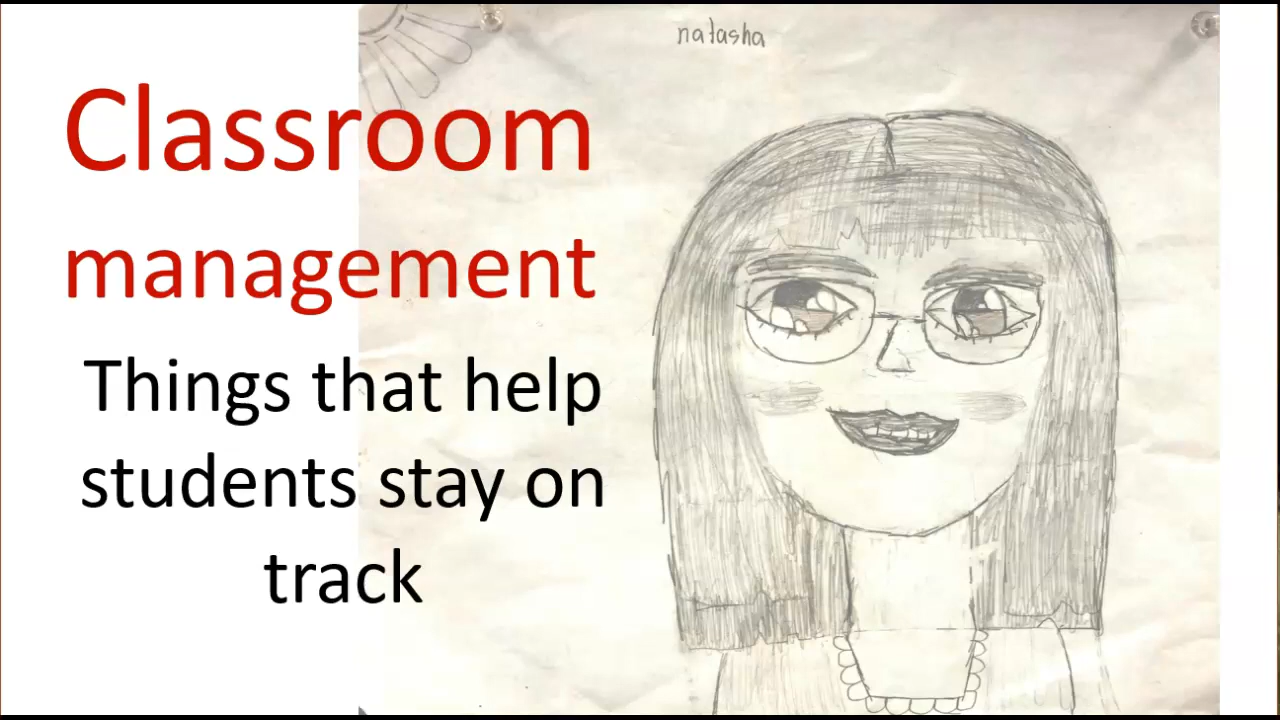 natasha
Classroom
management
Things that help
students stay on
track